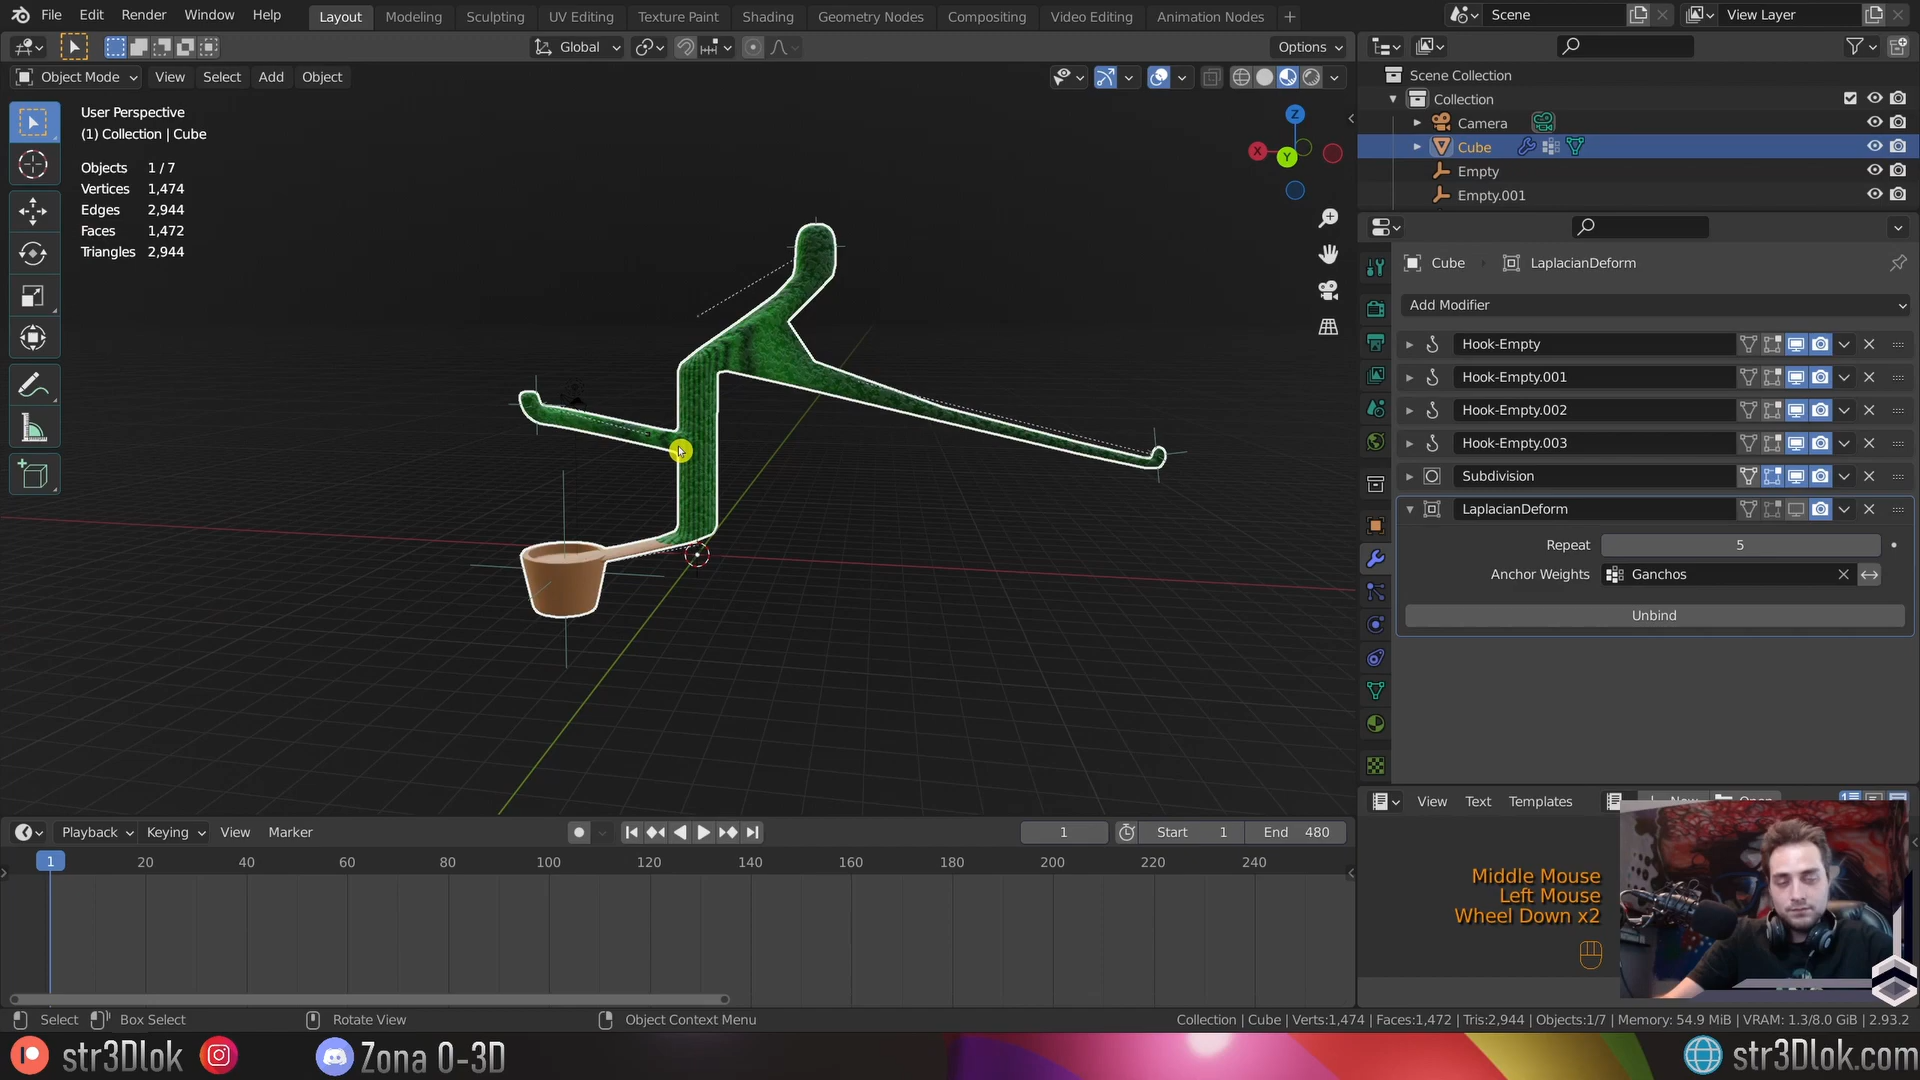 File Edit Render Window Help Layout Modeling Sculpting UV Editing Texture Paint Shading Geometry Nodes Compositing Video Editing Animation Nodes + Scene View Layer
Global Options
Object Mode View Select Add Object
User Perspective
(1) Collection | Cube
Objects 1 / 7
Vertices 1,474
Edges 2,944
Faces 1,472
Triangles 2,944
Z
X
Y
Scene Collection
Collection
Camera
Cube
Empty
Empty.001
Cube LaplacianDeform
Add Modifier
Hook-Empty
Hook-Empty.001
Hook-Empty.002
Hook-Empty.003
Subdivision
LaplacianDeform
Repeat 5
Anchor Weights Ganchos
Unbind
View Text Templates
Playback Keying View Marker 1 Start 1 End 480
1 20 40 60 80 100 120 140 160 180 200 220 240
Middle Mouse
Left Mouse
Wheel Down x2
Select Box Select Rotate View Object Context Menu Collection | Cube | Verts:1,474 | Faces:1,472 | Tris:2,944 | Objects:1/7 | Memory: 54.9 MiB | VRAM: 1.3/8.0 GiB | 2.93.2
str3Dlok Zona 0-3D str3Dlok.com